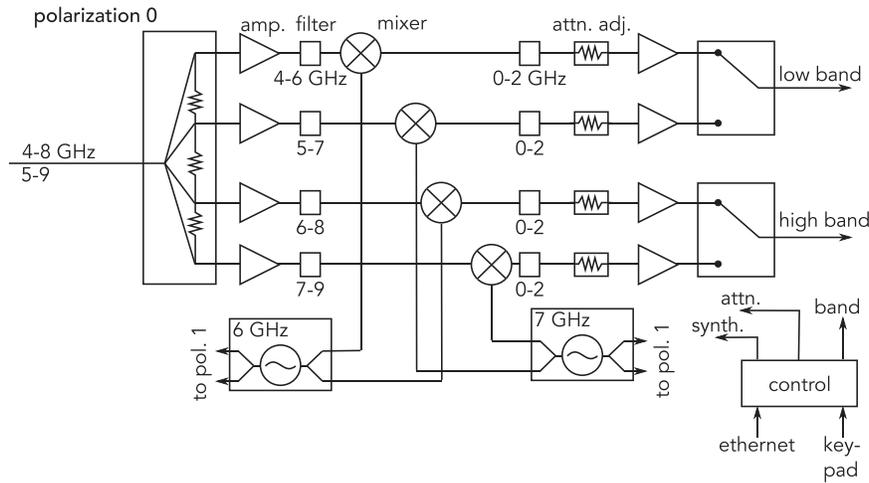 polarization 0
amp. filter mixer attn. adj.
4-6 GHz 0-2 GHz
low band
5-7 0-2
4-8 GHz
5-9
6-8 0-2
high band
7-9 0-2
6 GHz
7 GHz
to pol. 1
to pol. 1
attn.
synth.
band
control
ethernet
key-
pad